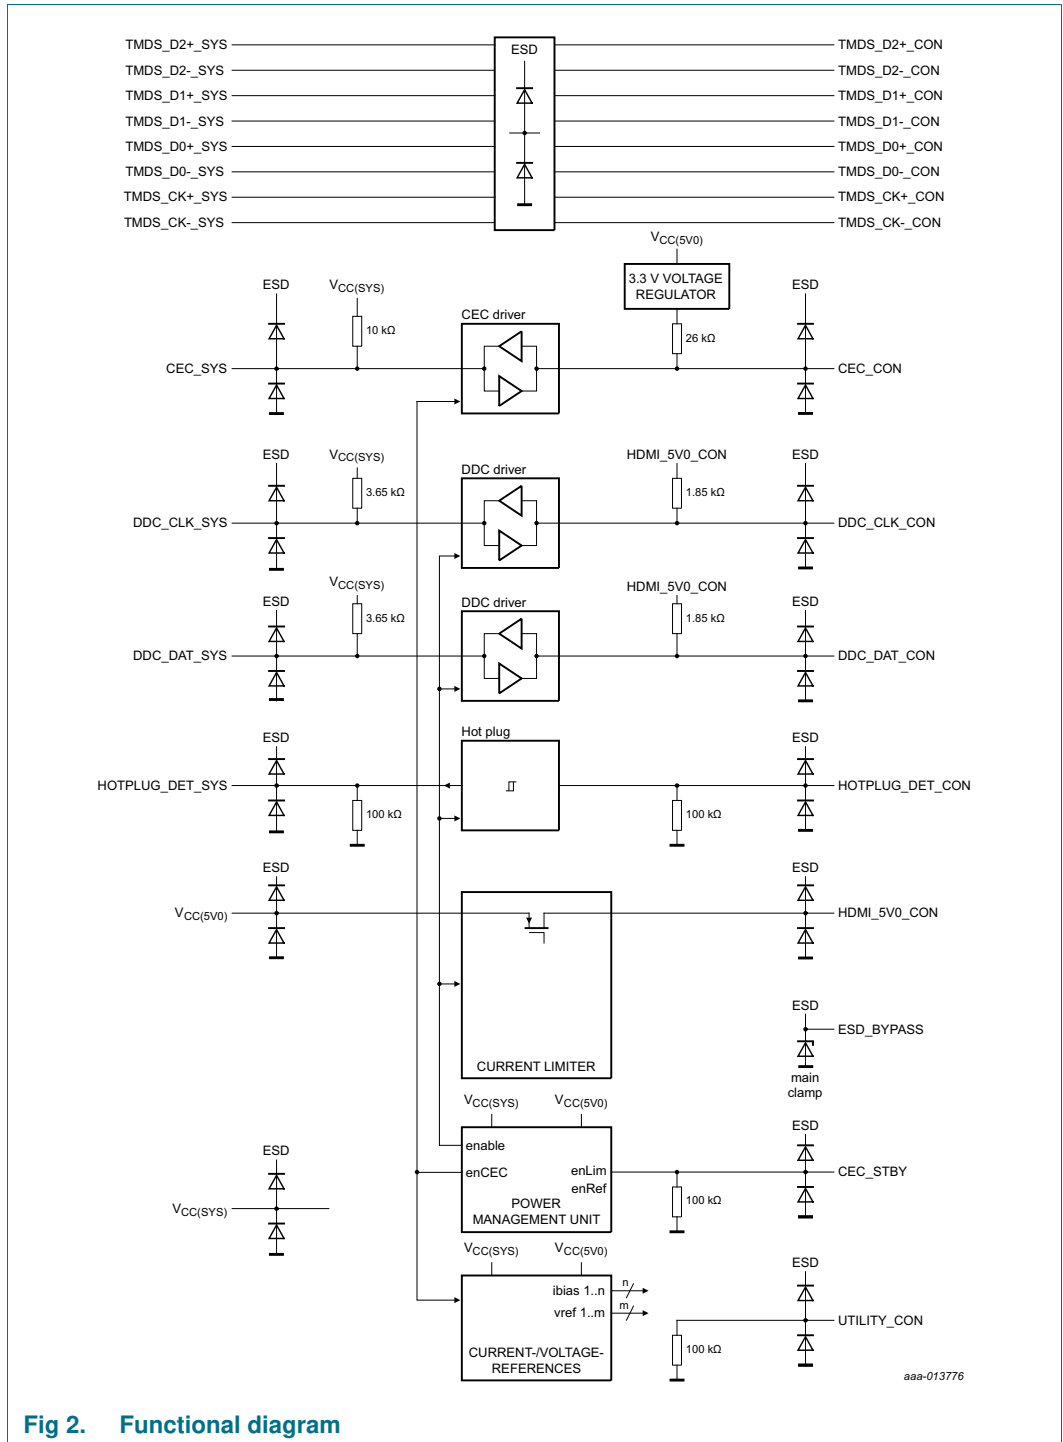 TMDS_D2+_SYS ESD TMDS_D2+_CON
TMDS_D2-_SYS TMDS_D2-_CON
TMDS_D1+_SYS TMDS_D1+_CON
TMDS_D1-_SYS TMDS_D1-_CON
TMDS_D0+_SYS TMDS_D0+_CON
TMDS_D0-_SYS TMDS_D0-_CON
TMDS_CK+_SYS TMDS_CK+_CON
TMDS_CK-_SYS TMDS_CK-_CON
VCC(5V0)
3.3 V VOLTAGE
REGULATOR
ESD VCC(SYS) ESD
CEC driver
10 kΩ 26 kΩ
CEC_SYS CEC_CON
ESD VCC(SYS) HDMI_5V0_CON ESD
DDC driver
3.65 kΩ 1.85 kΩ
DDC_CLK_SYS DDC_CLK_CON
VCC(SYS) HDMI_5V0_CON
ESD DDC driver ESD
3.65 kΩ 1.85 kΩ
DDC_DAT_SYS DDC_DAT_CON
Hot plug
ESD ESD
HOTPLUG_DET_SYS HOTPLUG_DET_CON
100 kΩ 100 kΩ
ESD ESD
VCC(5V0) HDMI_5V0_CON
ESD
ESD_BYPASS
CURRENT LIMITER
main
clamp
VCC(SYS) VCC(5V0)
ESD
enable
ESD
enCEC enLim CEC_STBY
enRef
POWER
MANAGEMENT UNIT
100 kΩ
VCC(SYS)
VCC(SYS) VCC(5V0)
ESD
ibias 1..n n
vref 1..m m
UTILITY_CON
CURRENT-/VOLTAGE-
REFERENCES
100 kΩ
aaa-013776
Fig 2. Functional diagram